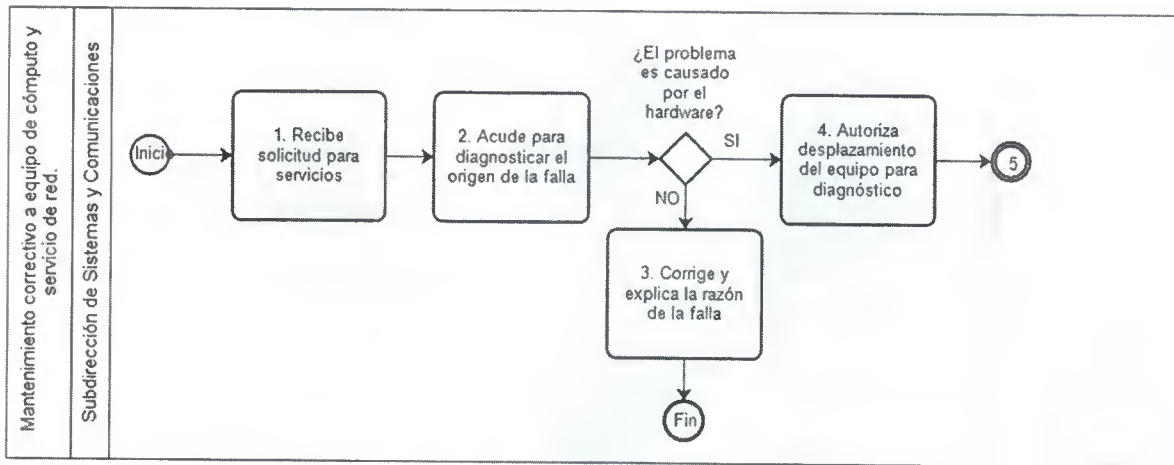 Mantenimiento correctivo a equipo de cómputo y
servicio de red.
Subdirección de Sistemas y Comunicaciones
Inicio
1. Recibe
solicitud para
servicios
2. Acude para
diagnosticar el
origen de la falla
¿El problema
es causado
por el
hardware?
SI
NO
4. Autoriza
desplazamiento
del equipo para
diagnóstico
5
3. Corrige y
explica la razón
de la falla
Fin